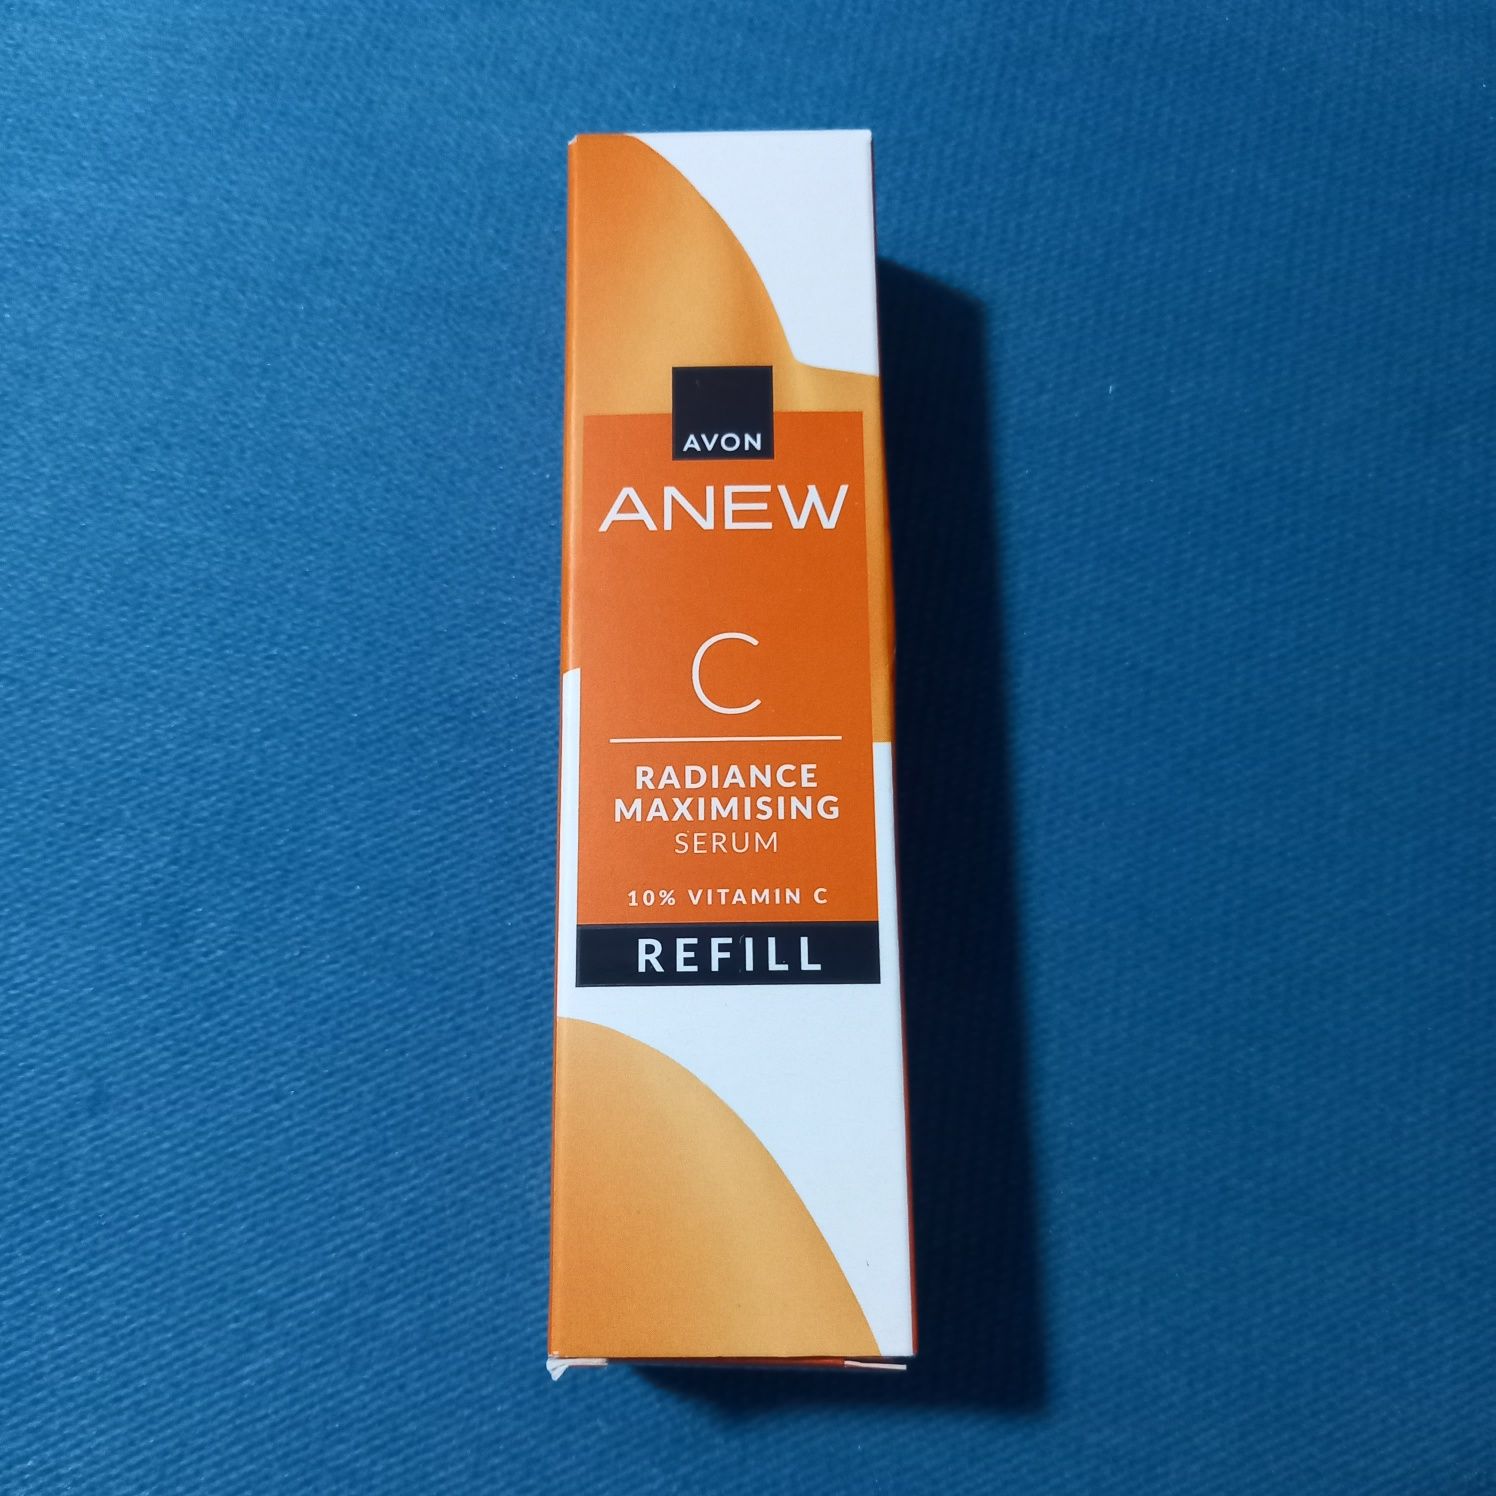 AVON
ANEW
C
RADIANCE
MAXIMISING
SERUM
10% VITAMIN C
REFILL